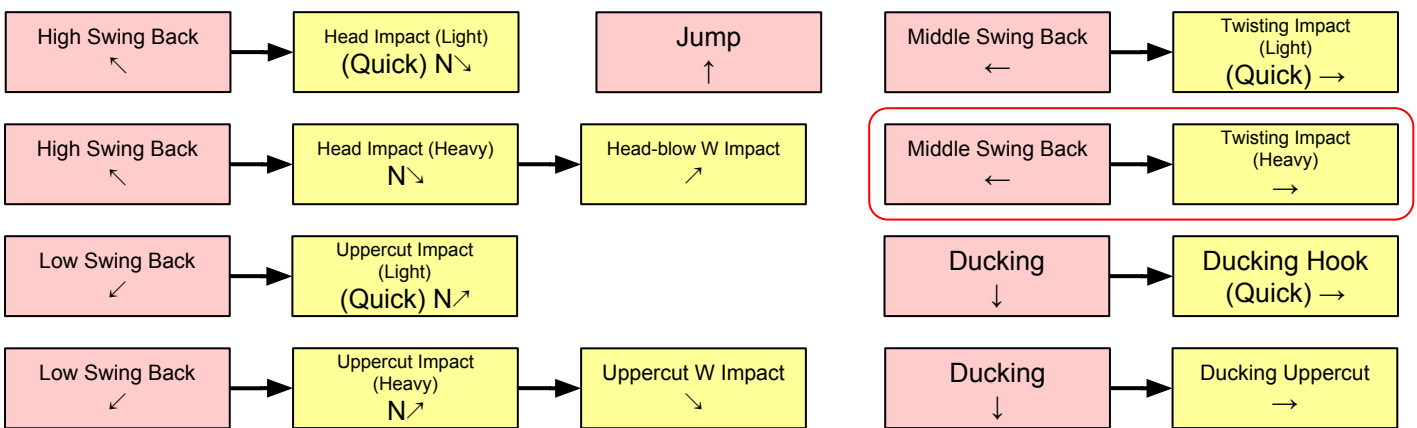 High Swing Back
↖
Head Impact (Light)
(Quick) N↘
Jump
↑
Middle Swing Back
←
Twisting Impact
(Light)
(Quick) →
High Swing Back
↖
Head Impact (Heavy)
N↘
Head-blow W Impact
↗
Middle Swing Back
←
Twisting Impact
(Heavy)
→
Low Swing Back
↙
Uppercut Impact
(Light)
(Quick) N↗
Ducking
↓
Ducking Hook
(Quick) →
Low Swing Back
↙
Uppercut Impact
(Heavy)
N↗
Uppercut W Impact
↘
Ducking
↓
Ducking Uppercut
→